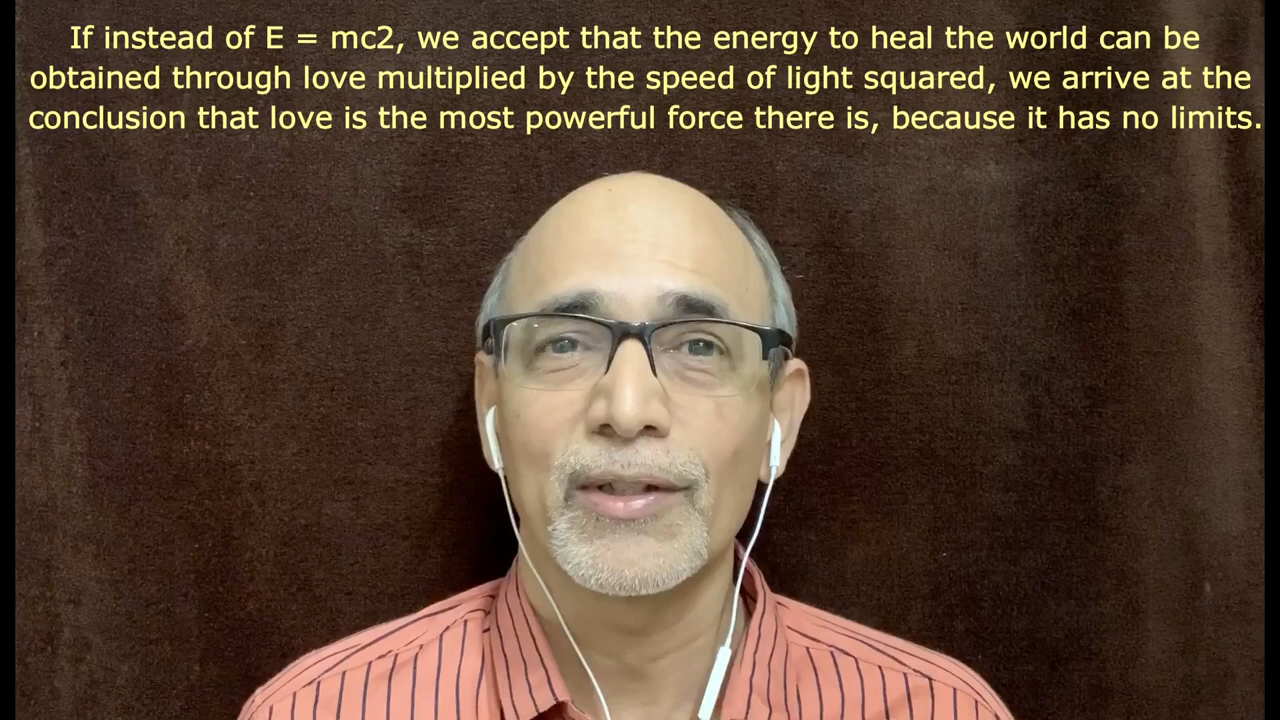 If instead of E = mc2, we accept that the energy to heal the world can be
obtained through love multiplied by the speed of light squared, we arrive at the
conclusion that love is the most powerful force there is, because it has no limits.